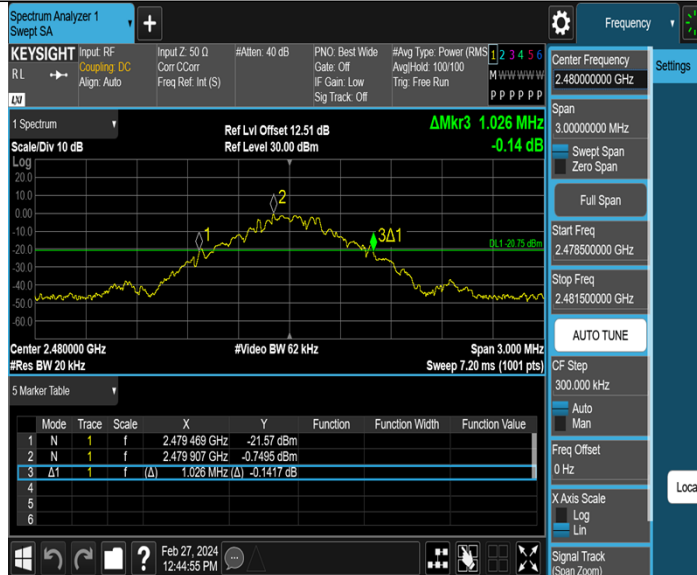 Spectrum Analyzer 1
Swept SA
Frequency
KEYSIGHT
RL
LXI
Input: RF
Coupling: DC
Align: Auto
Input Z: 50 Ω
Corr CCorr
Freq Ref: Int (S)
#Atten: 40 dB
PNO: Best Wide
Gate: Off
IF Gain: Low
Sig Track: Off
#Avg Type: Power (RMS
Avg|Hold: 100/100
Trig: Free Run
1 2 3 4 5 6
M W W W W W
P P P P P P
1 Spectrum
Scale/Div 10 dB
Ref Lvl Offset 12.51 dB
Ref Level 30.00 dBm
ΔMkr3 1.026 MHz
-0.14 dB
Log
20.0
10.0
0.00
-10.0
-20.0
-30.0
-40.0
-50.0
-60.0
1
2
3Δ1
DL1 -20.75 dBm
Center 2.480000 GHz
#Res BW 20 kHz
#Video BW 62 kHz
Span 3.000 MHz
Sweep 7.20 ms (1001 pts)
5 Marker Table
Mode Trace Scale X Y Function Function Width Function Value
1 N 1 f 2.479 469 GHz -21.57 dBm
2 N 1 f 2.479 907 GHz -0.7495 dBm
3 Δ1 1 f (Δ) 1.026 MHz (Δ) -0.1417 dB
4
5
6
?
Feb 27, 2024
12:44:55 PM
Center Frequency
2.480000000 GHz
Span
3.00000000 MHz
Swept Span
Zero Span
Full Span
Start Freq
2.478500000 GHz
Stop Freq
2.481500000 GHz
AUTO TUNE
CF Step
300.000 kHz
Auto
Man
Freq Offset
0 Hz
X Axis Scale
Log
Lin
Signal Track
(Span Zoom)
Settings
Loca